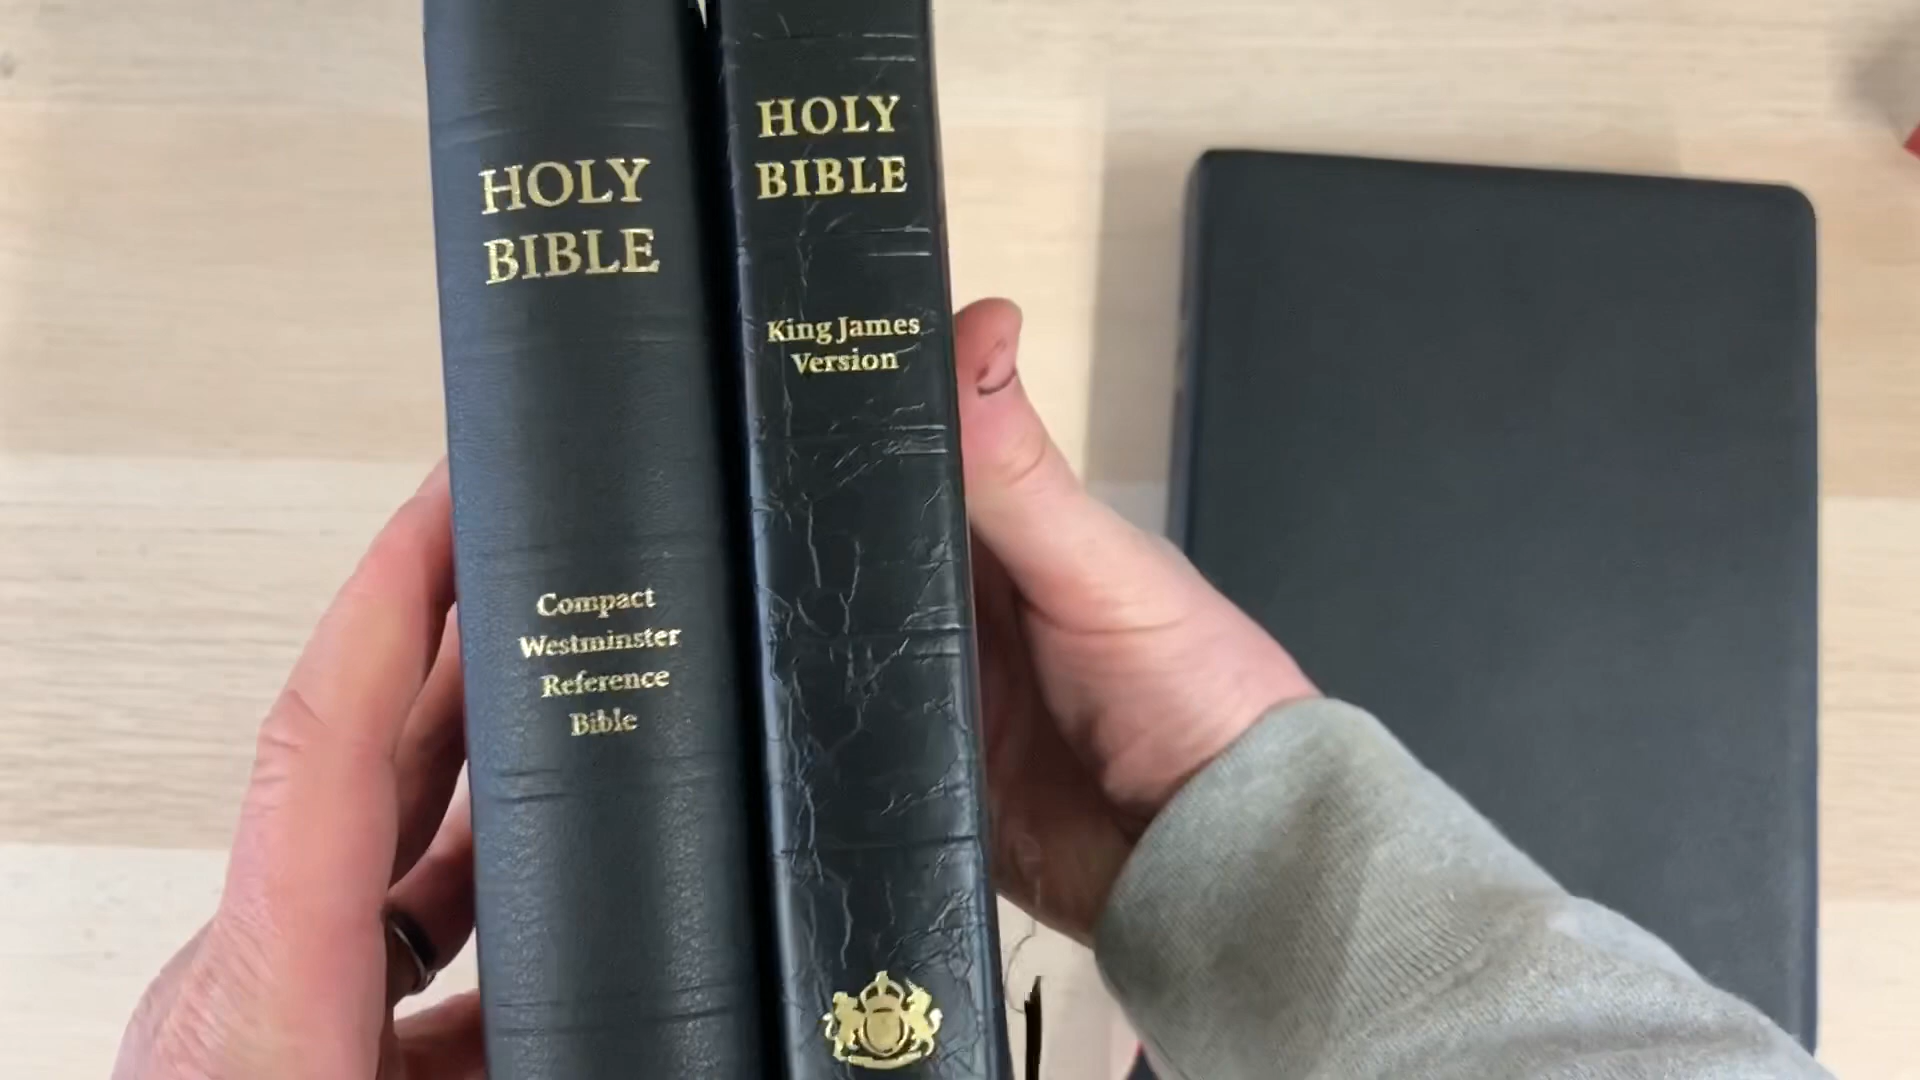 HOLY
BIBLE
Compact
Westminster
Reference
Bible
HOLY
BIBLE
King James
Version